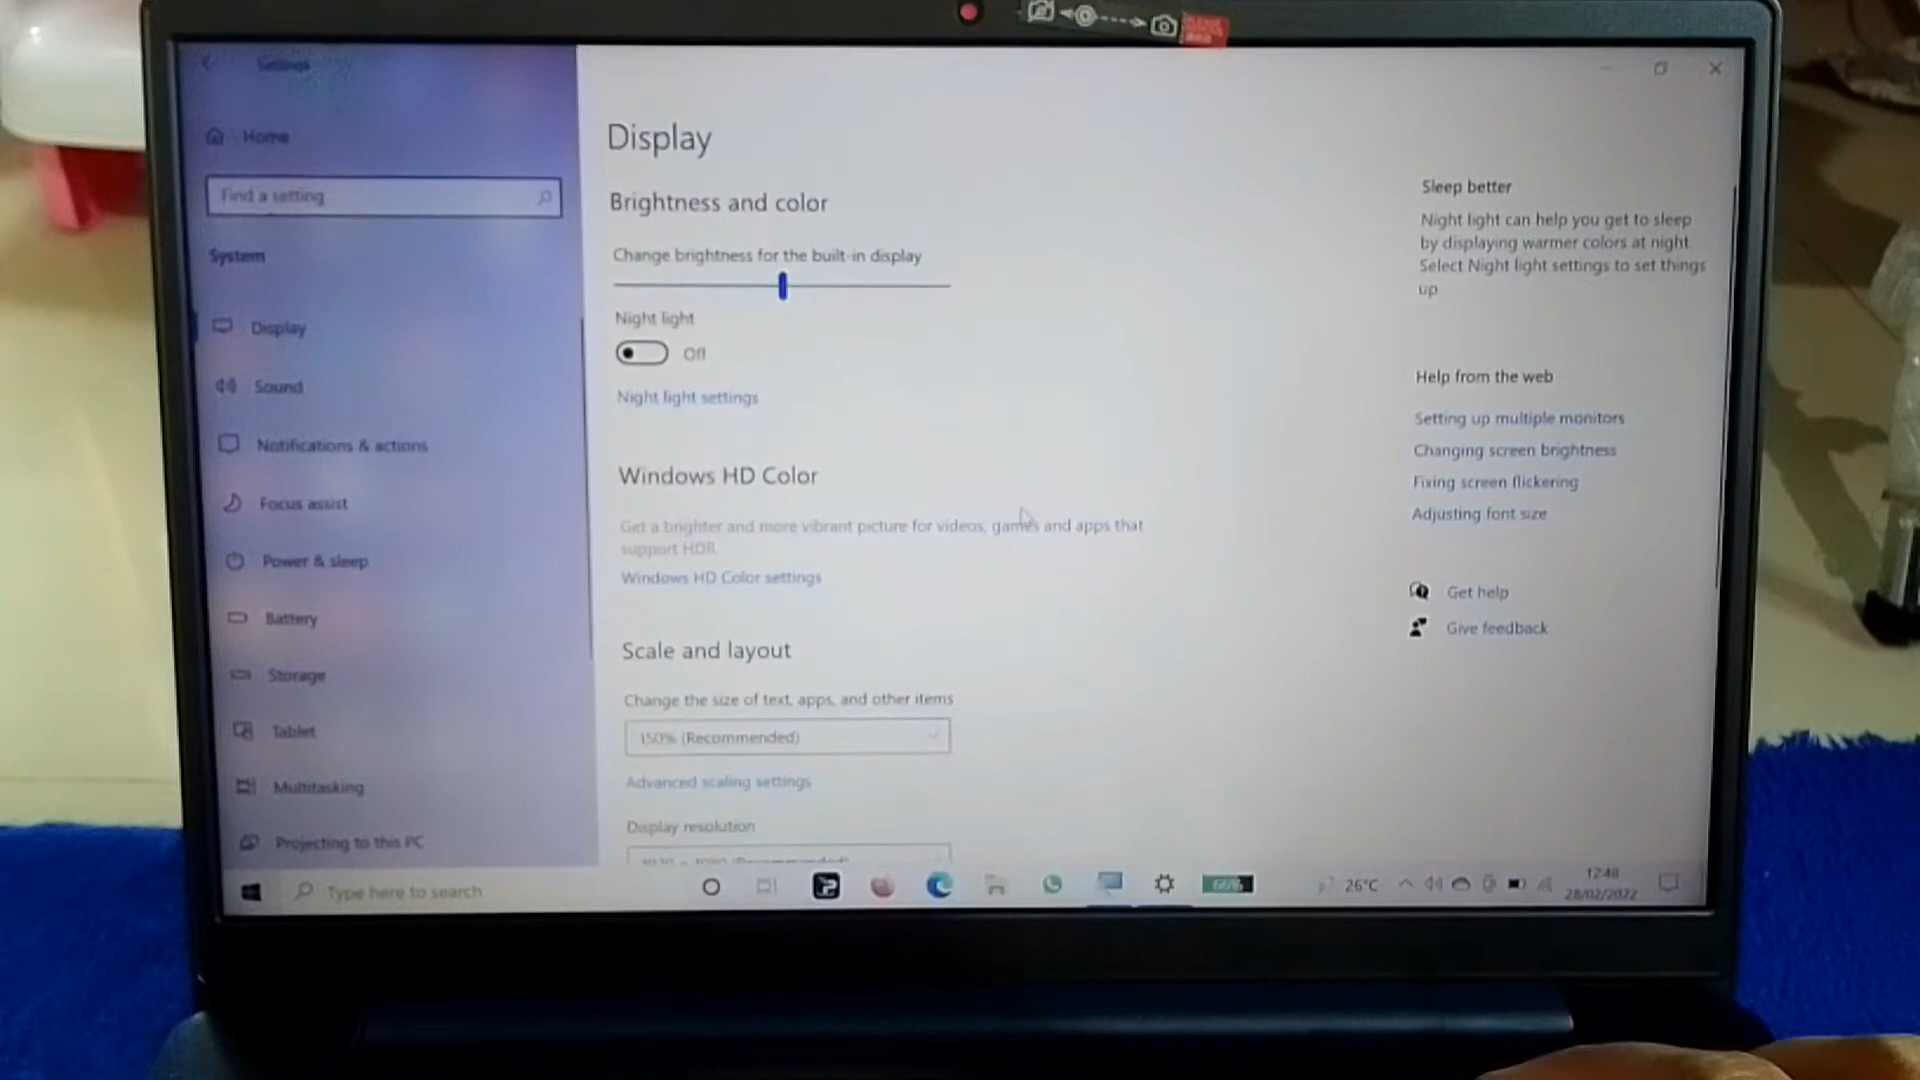 Settings
Home
Find a setting
System
Display
Sound
Notifications & actions
Focus assist
Power & sleep
Battery
Storage
Tablet
Multitasking
Projecting to this PC
Display
Brightness and color
Change brightness for the built-in display
Night light
Off
Night light settings
Windows HD Color
Get a brighter and more vibrant picture for videos, games and apps that
support HDR.
Windows HD Color settings
Scale and layout
Change the size of text, apps, and other items
150% (Recommended)
Advanced scaling settings
Display resolution
Sleep better
Night light can help you get to sleep
by displaying warmer colors at night.
Select Night light settings to set things
up
Help from the web
Setting up multiple monitors
Changing screen brightness
Fixing screen flickering
Adjusting font size
Get help
Give feedback
Type here to search
66%
26°C
12:48
28/02/2022